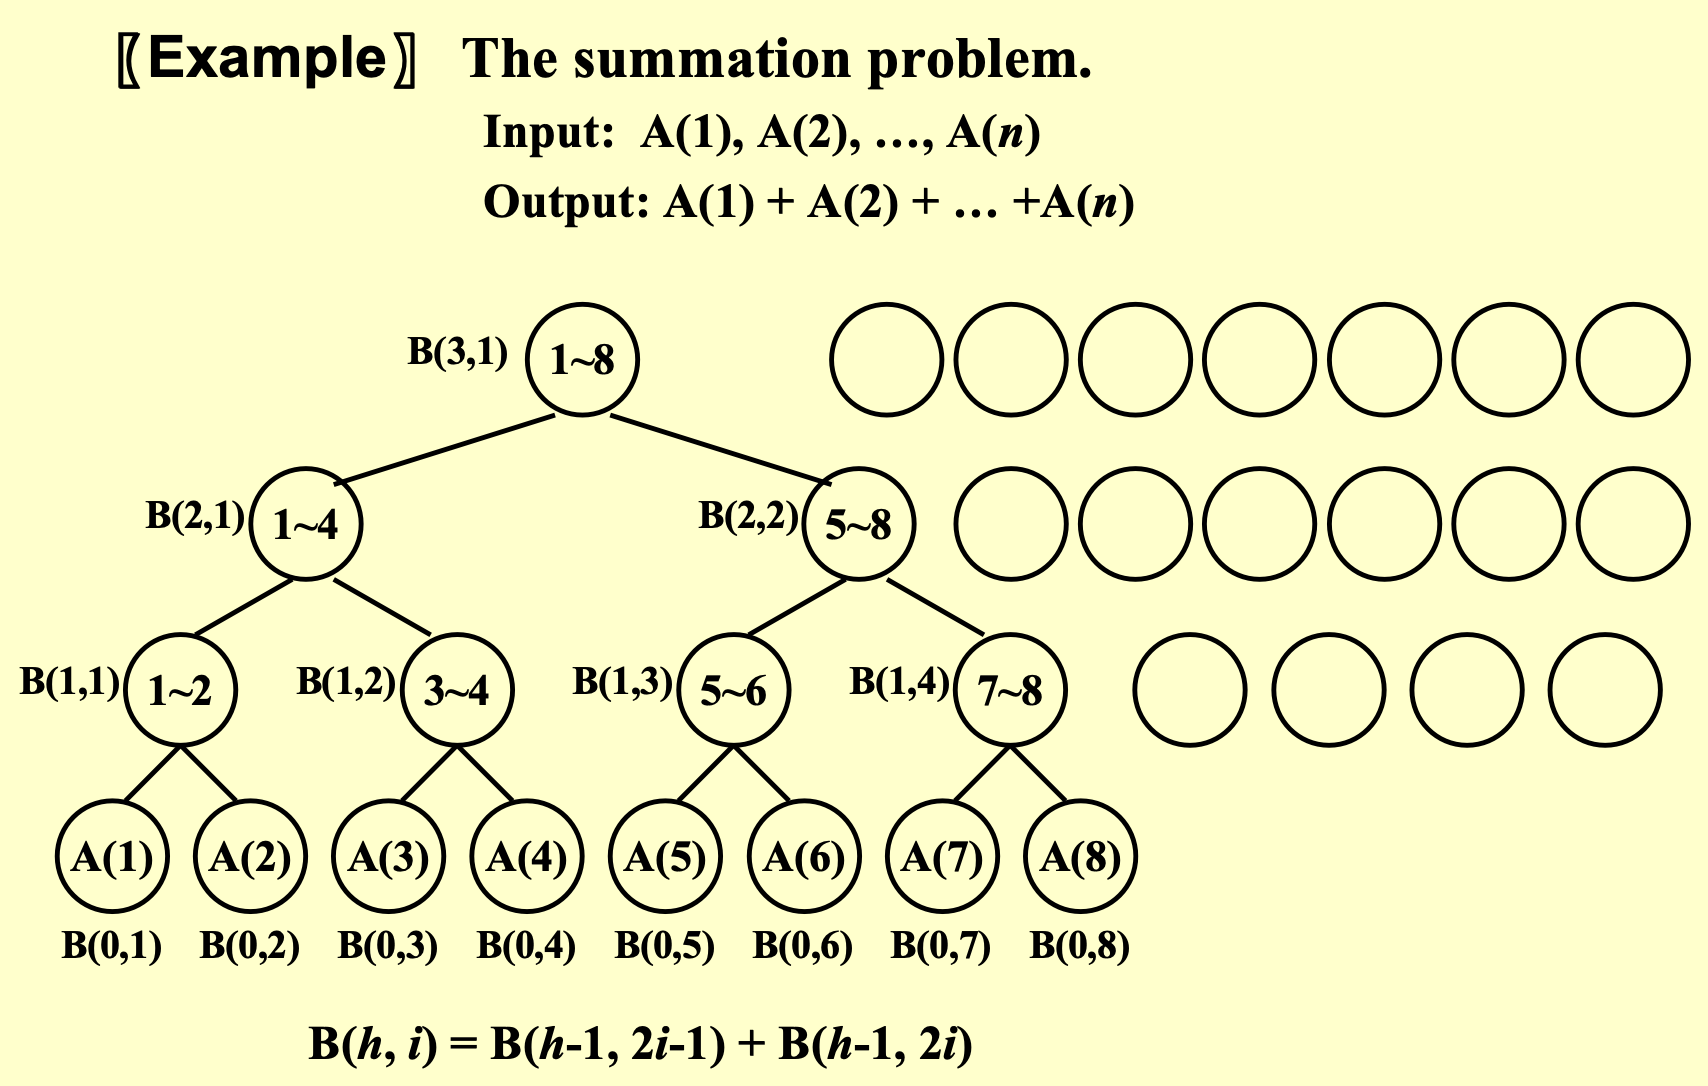 〖Example〗 The summation problem.
Input: A(1), A(2), …, A(n)
Output: A(1) + A(2) + … +A(n)
B(3,1) 1~8
B(2,1) 1~4 B(2,2) 5~8
B(1,1) 1~2 B(1,2) 3~4 B(1,3) 5~6 B(1,4) 7~8
A(1) A(2) A(3) A(4) A(5) A(6) A(7) A(8)
B(0,1) B(0,2) B(0,3) B(0,4) B(0,5) B(0,6) B(0,7) B(0,8)
B(h, i) = B(h-1, 2i-1) + B(h-1, 2i)